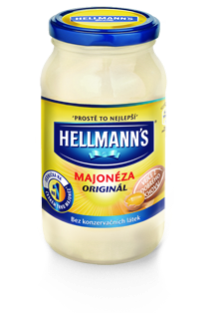 "PROSTĚ TO NEJLEPŠÍ"
HELLMANN'S
MAJONÉZA
ORIGINÁL
Bez konzervačních látek